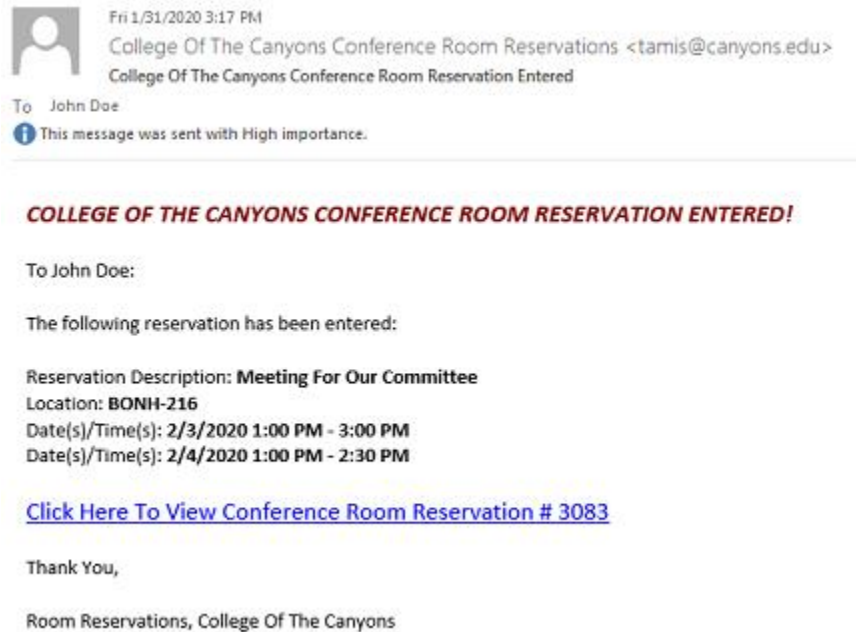 Fri 1/31/2020 3:17 PM
College Of The Canyons Conference Room Reservations <tamis@canyons.edu>
College Of The Canyons Conference Room Reservation Entered
To John Doe
This message was sent with High importance.
COLLEGE OF THE CANYONS CONFERENCE ROOM RESERVATION ENTERED!
To John Doe:
The following reservation has been entered:
Reservation Description: Meeting For Our Committee
Location: BONH-216
Date(s)/Time(s): 2/3/2020 1:00 PM - 3:00 PM
Date(s)/Time(s): 2/4/2020 1:00 PM - 2:30 PM
Click Here To View Conference Room Reservation # 3083
Thank You,
Room Reservations, College Of The Canyons